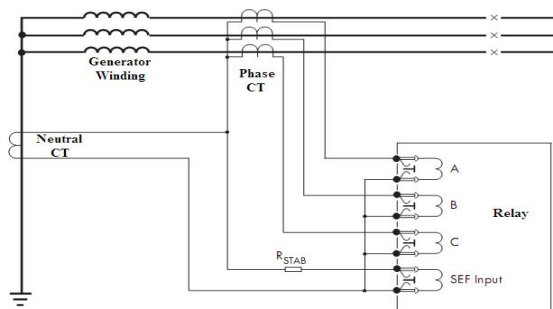 Generator
Winding
Phase
CT
Neutral
CT
A
B
Relay
C
RSTAB
SEF Input